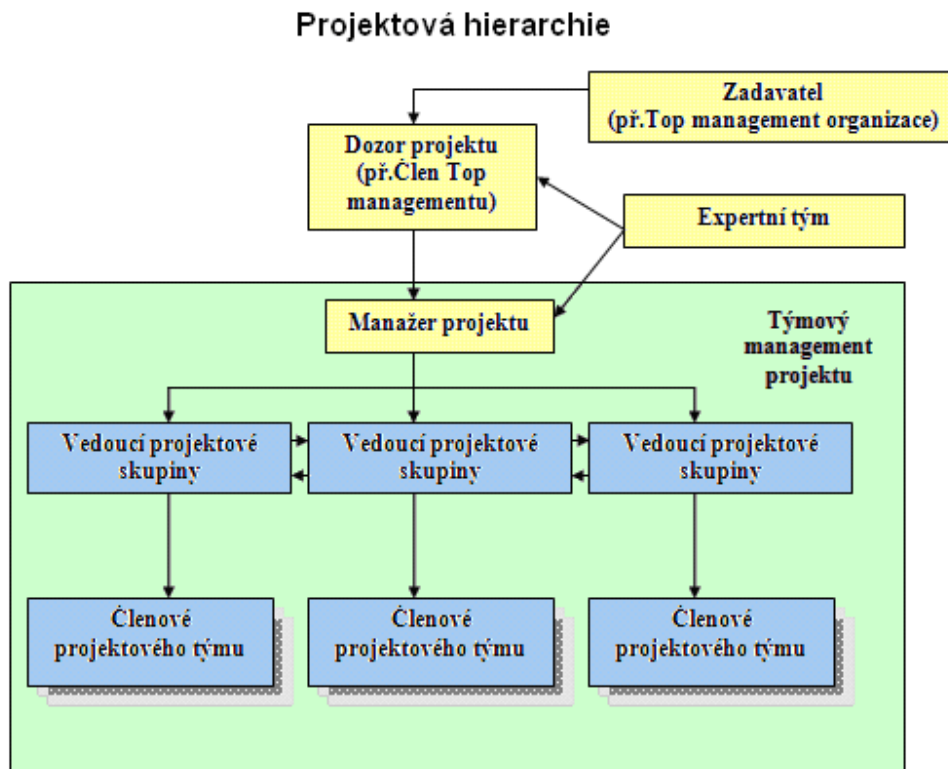 Projektová hierarchie
Zadavatel
(př.Top management organizace)
Dozor projektu
(př.Člen Top
managementu)
Expertní tým
Manažer projektu
Týmový
management
projektu
Vedoucí projektové
skupiny
Vedoucí projektové
skupiny
Vedoucí projektové
skupiny
Členové
projektového týmu
Členové
projektového týmu
Členové
projektového týmu